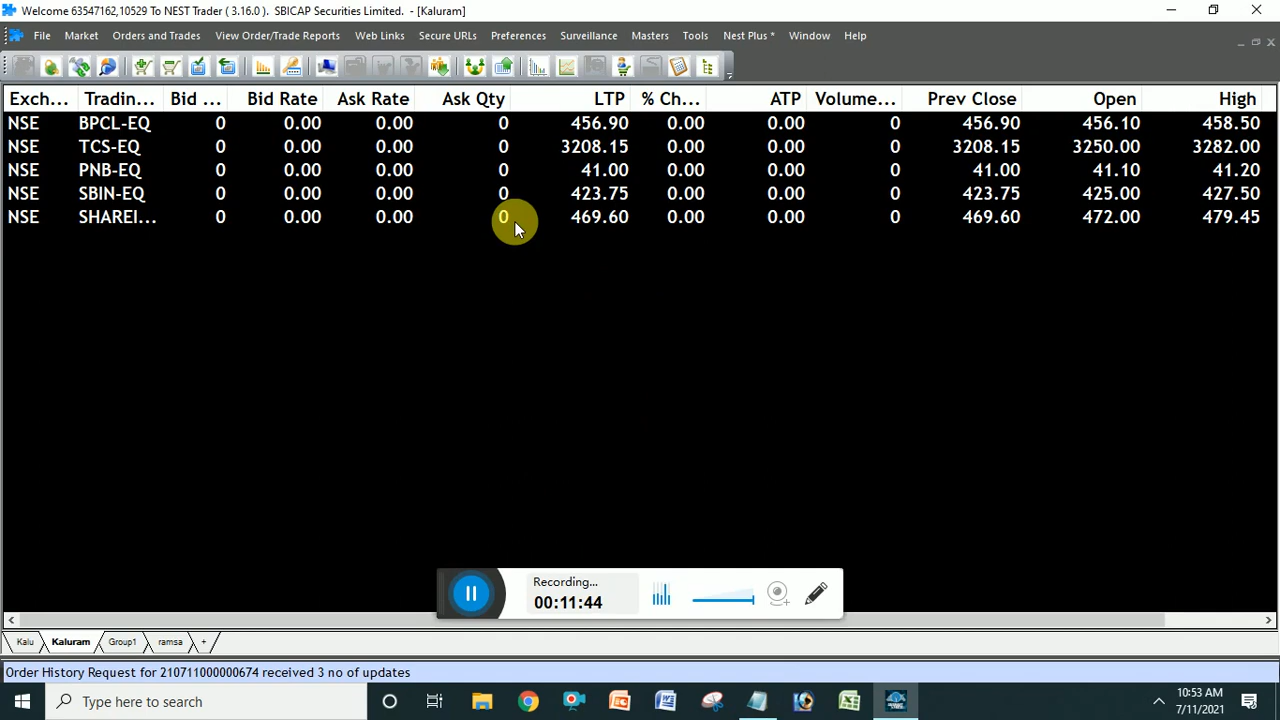 Welcome 63547162,10529 to NEST Trader ( 3.16.0 ). SBICAP Securities Limited. - [Kaluram]
File Market Orders and Trades View Order/Trade Reports Web Links Secure URLs Preferences Surveillance Masters Tools Nest Plus * Window Help
Exch... Tradin... Bid ... Bid Rate Ask Rate Ask Qty LTP % Ch... ATP Volume... Prev Close Open High
NSE BPCL-EQ 0 0.00 0.00 0 456.90 0.00 0.00 0 456.90 456.10 458.50
NSE TCS-EQ 0 0.00 0.00 0 3208.15 0.00 0.00 0 3208.15 3250.00 3282.00
NSE PNB-EQ 0 0.00 0.00 0 41.00 0.00 0.00 0 41.00 41.10 41.20
NSE SBIN-EQ 0 0.00 0.00 0 423.75 0.00 0.00 0 423.75 425.00 427.50
NSE SHAREI... 0 0.00 0.00 0 469.60 0.00 0.00 0 469.60 472.00 479.45
Recording...
00:11:44
Kalu Kaluram Group1 ramsa +
Order History Request for 210711000000674 received 3 no of updates
Type here to search
10:53 AM
7/11/2021